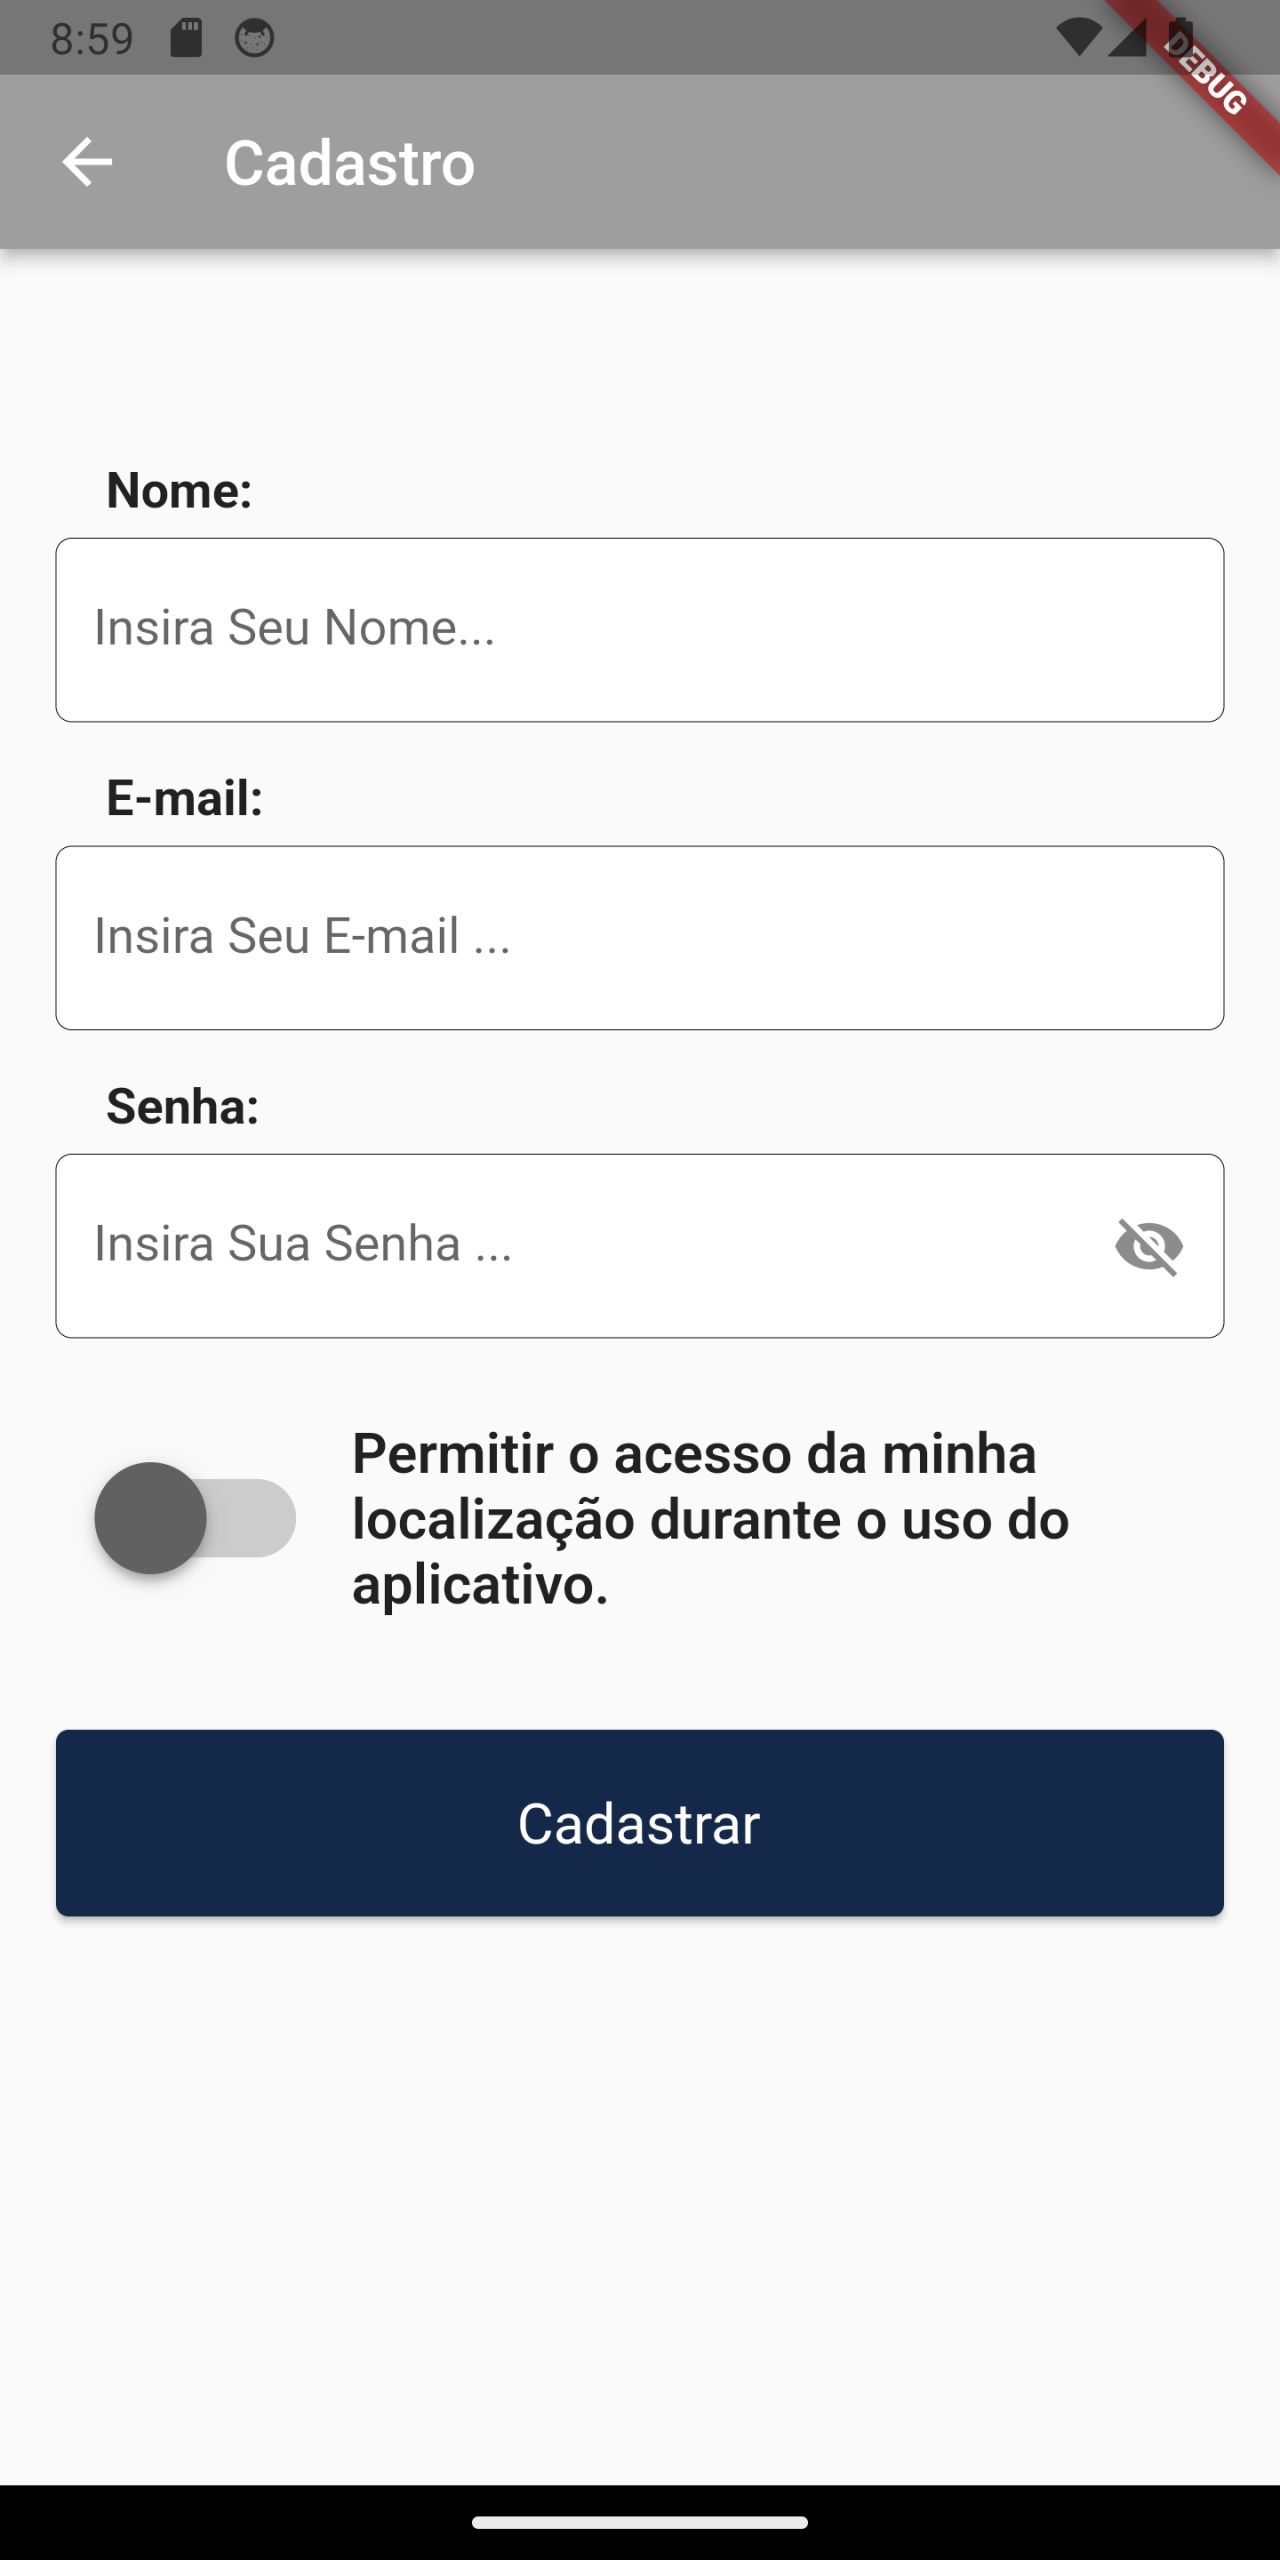 8:59
DEBUG
Cadastro
Nome:
Insira Seu Nome...
E-mail:
Insira Seu E-mail ...
Senha:
Insira Sua Senha ...
Permitir o acesso da minha
localização durante o uso do
aplicativo.
Cadastrar